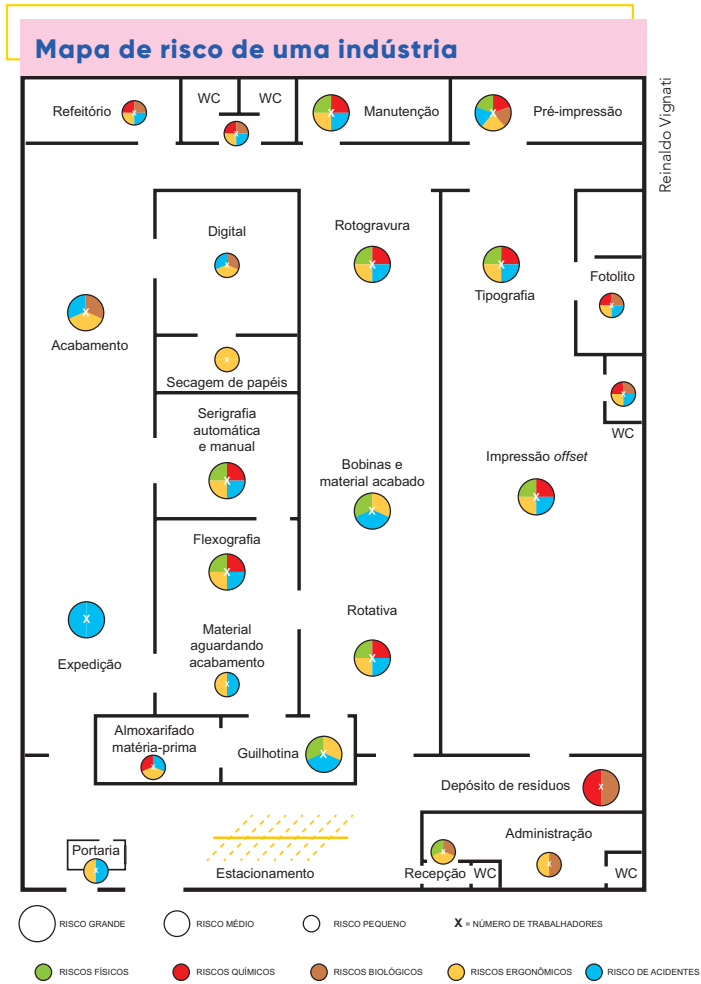 Mapa de risco de uma indústria
Reinaldo Vignati
Refeitório
X
WC
WC
X
X
Manutenção
X
Pré-impressão
Digital
X
Rotogravura
X
X
Tipografia
Fotolito
X
X
Acabamento
X
Secagem de papéis
X
WC
Serigrafia
automática
e manual
X
Bobinas e
material acabado
X
Impressão offset
X
Flexografia
X
X
Expedição
Material
aguardando
acabamento
X
Rotativa
X
Almoxarifado
matéria-prima
X
Guilhotina
X
Depósito de resíduos
X
Portaria
X
Estacionamento
X
Recepção
WC
Administração
X
WC
RISCO GRANDE
RISCO MÉDIO
RISCO PEQUENO
X = NÚMERO DE TRABALHADORES
RISCOS FÍSICOS
RISCOS QUÍMICOS
RISCOS BIOLÓGICOS
RISCOS ERGONÔMICOS
RISCO DE ACIDENTES